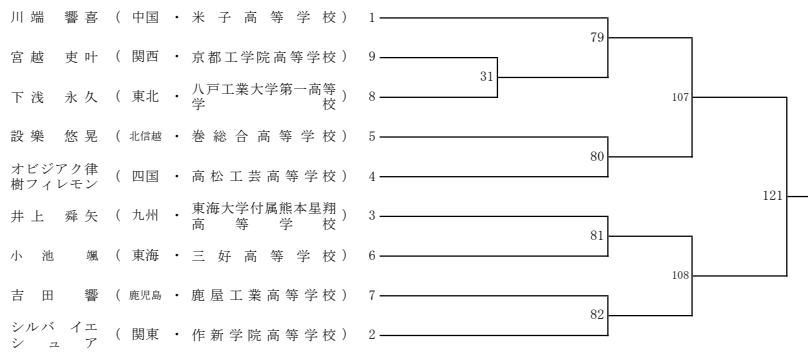 川端 響喜 ( 中国 ・ 米子高等学校 ) 1
79
宮越 吏叶 ( 関西 ・ 京都工学院高等学校 ) 9
31
下浅 永久 ( 東北 ・ 八戸工業大学第一高等学校 ) 8
107
設樂 悠晃 ( 北信越 ・ 巻総合高等学校 ) 5
80
オビジアク律樹フィレモン ( 四国 ・ 高松工芸高等学校 ) 4
121
井上 舜矢 ( 九州 ・ 東海大学付属熊本星翔高等学校 ) 3
81
小池 颯 ( 東海 ・ 三好高等学校 ) 6
108
吉田 響 ( 鹿児島 ・ 鹿屋工業高等学校 ) 7
82
シルバ イエシュア ( 関東 ・ 作新学院高等学校 ) 2